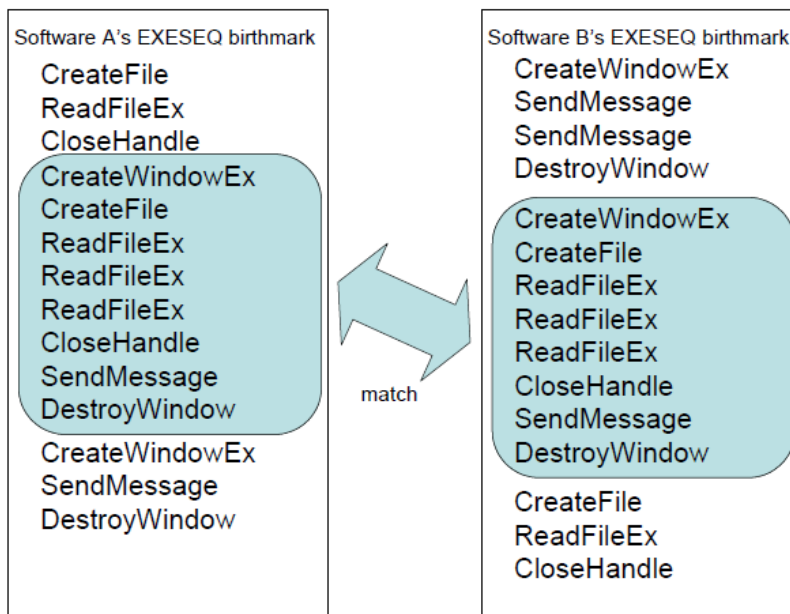 Software A's EXESEQ birthmark
CreateFile
ReadFileEx
CloseHandle
CreateWindowEx
CreateFile
ReadFileEx
ReadFileEx
ReadFileEx
CloseHandle
SendMessage
DestroyWindow
CreateWindowEx
SendMessage
DestroyWindow
match
Software B's EXESEQ birthmark
CreateWindowEx
SendMessage
SendMessage
DestroyWindow
CreateWindowEx
CreateFile
ReadFileEx
ReadFileEx
ReadFileEx
CloseHandle
SendMessage
DestroyWindow
CreateFile
ReadFileEx
CloseHandle